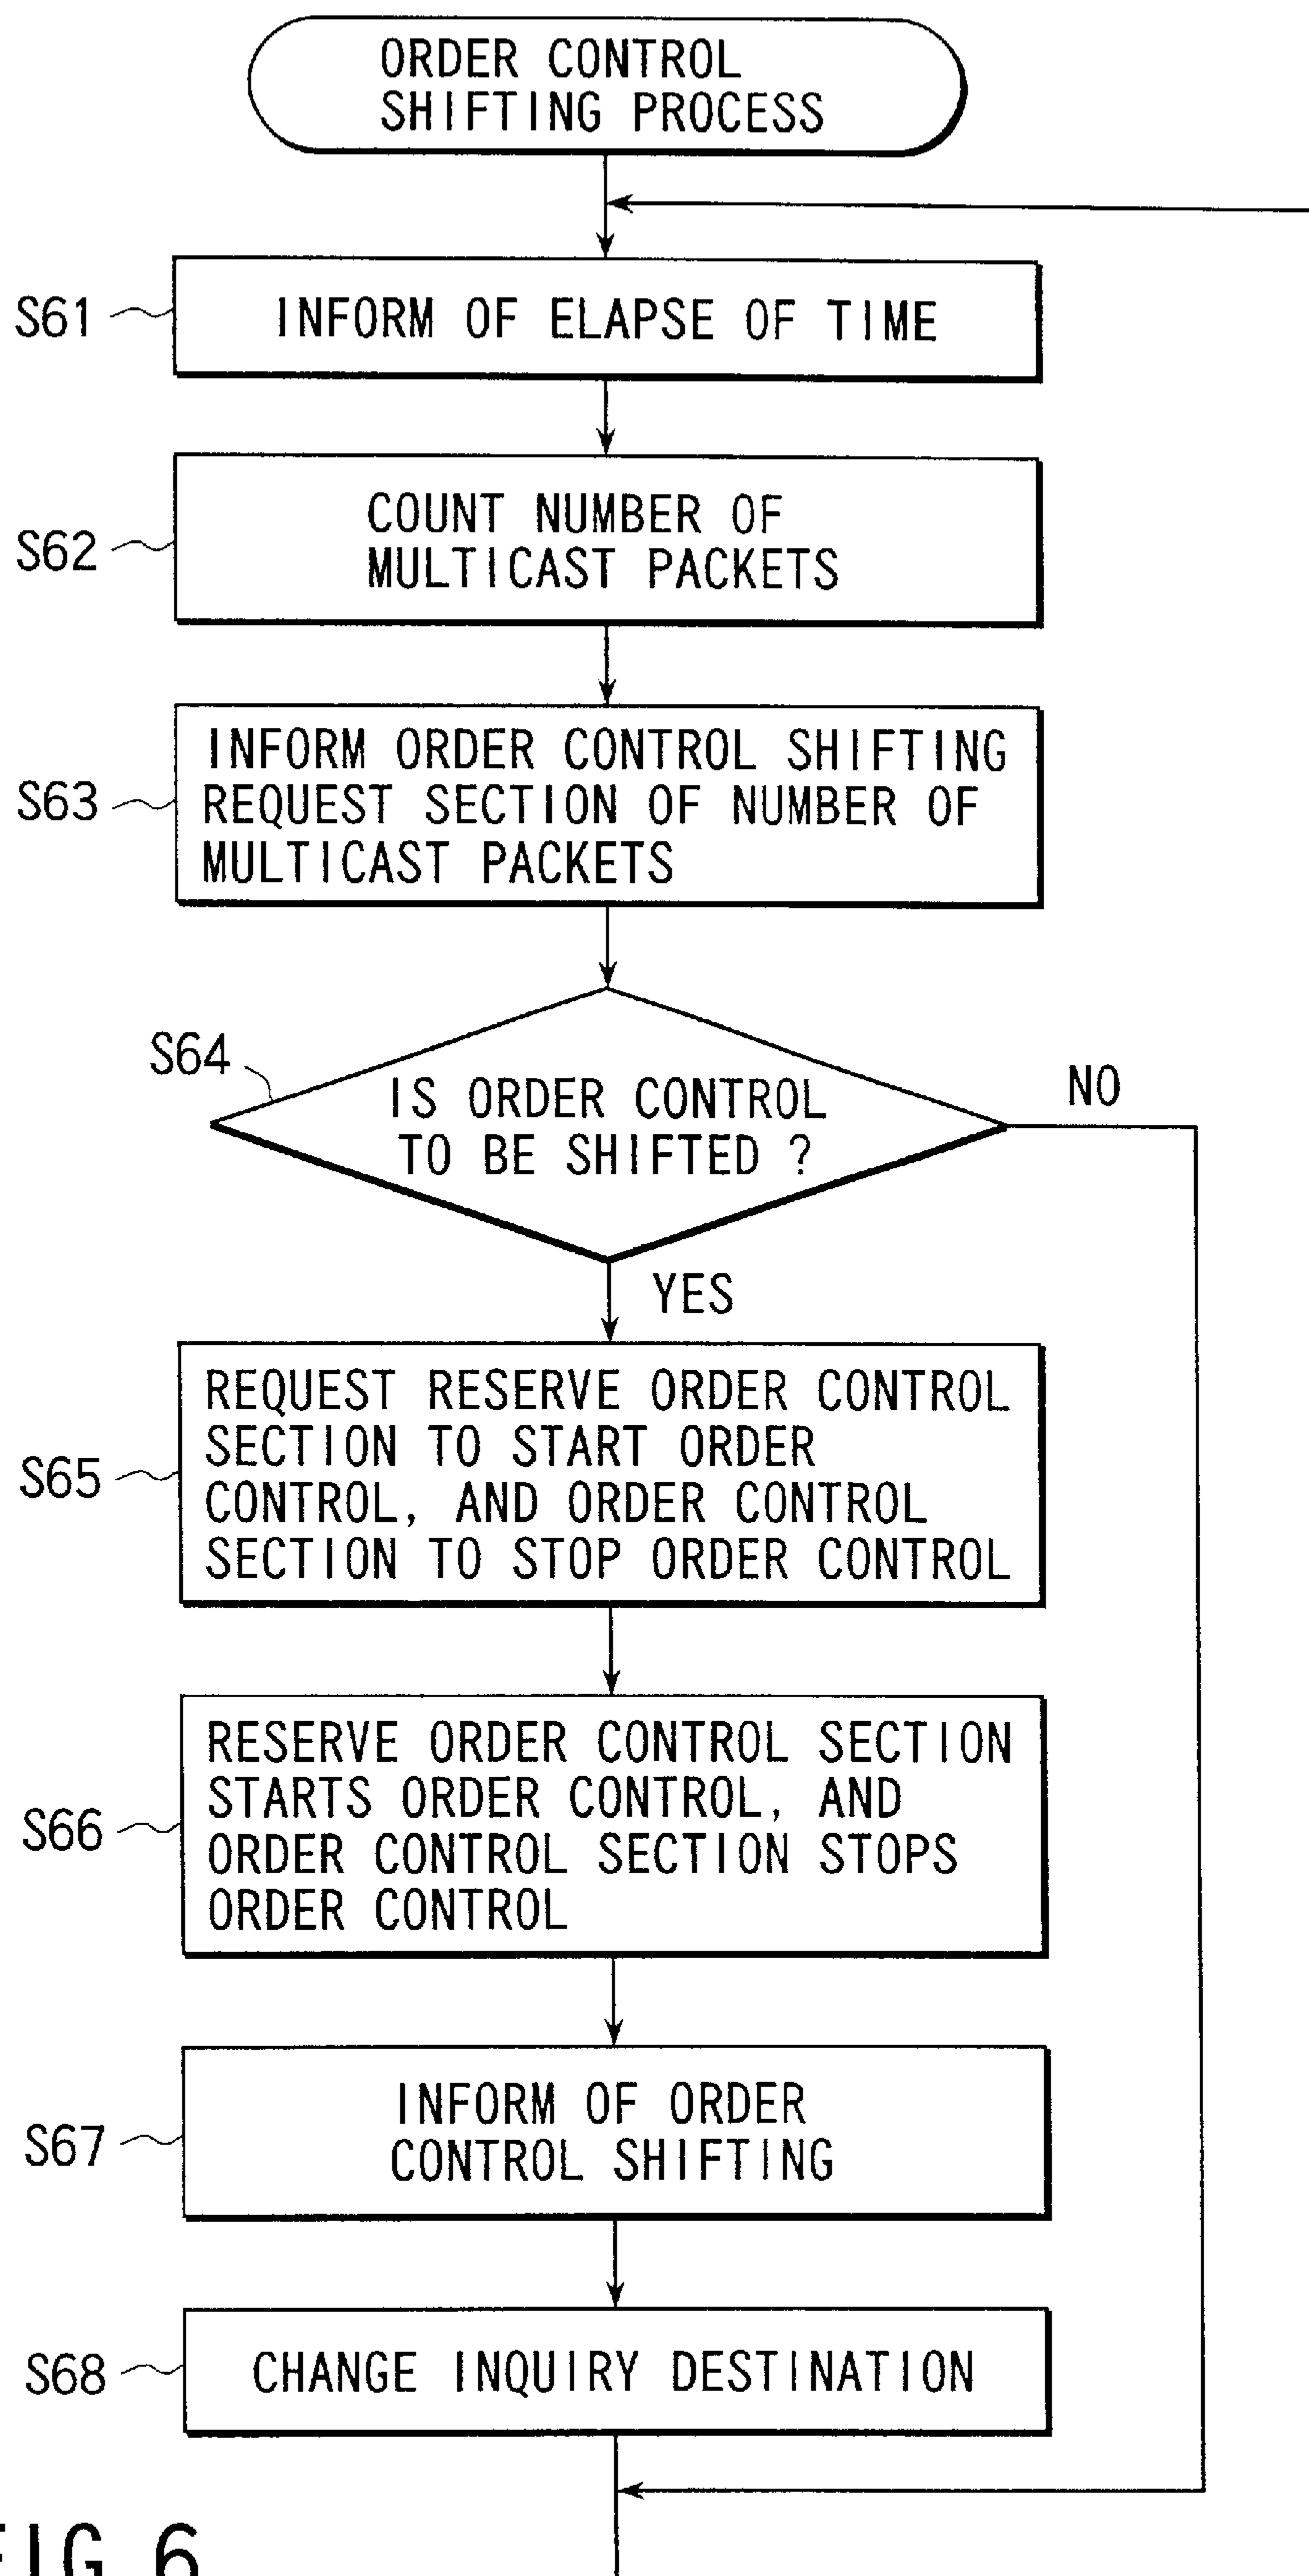 ORDER CONTROL
SHIFTING PROCESS
S61
INFORM OF ELAPSE OF TIME
S62
COUNT NUMBER OF
MULTICAST PACKETS
S63
INFORM ORDER CONTROL SHIFTING
REQUEST SECTION OF NUMBER OF
MULTICAST PACKETS
S64
IS ORDER CONTROL
TO BE SHIFTED ?
NO
YES
S65
REQUEST RESERVE ORDER CONTROL
SECTION TO START ORDER
CONTROL, AND ORDER CONTROL
SECTION TO STOP ORDER CONTROL
S66
RESERVE ORDER CONTROL SECTION
STARTS ORDER CONTROL, AND
ORDER CONTROL SECTION STOPS
ORDER CONTROL
S67
INFORM OF ORDER
CONTROL SHIFTING
S68
CHANGE INQUIRY DESTINATION
FIG. 6